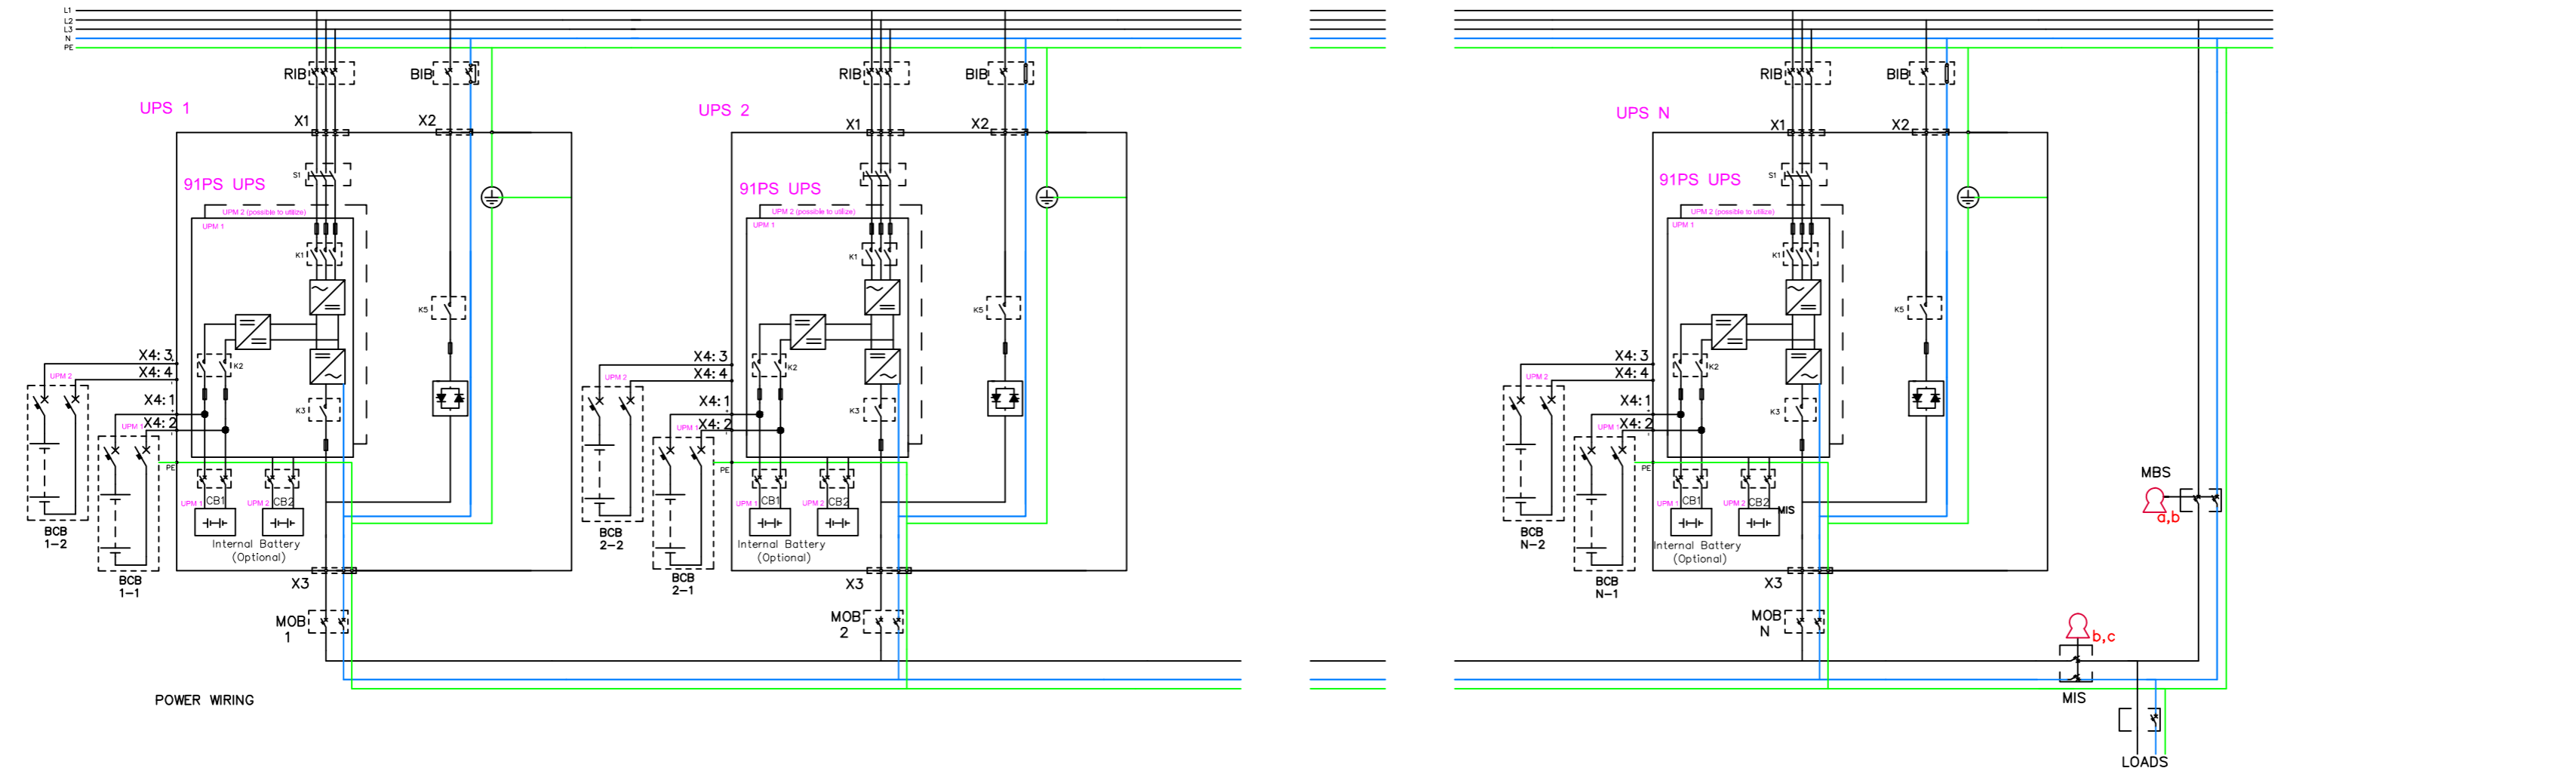 L1
L2
L3
N
PE
RIB
BIB
UPS 1
X1
X2
S1
91PS UPS
UPM 2 (possible to utilize)
UPM 1
K1
K5
X4:3
X4:4
UPM 2
K2
X4:1
X4:2
UPM 1
K3
PE
UPM 1
CB1
UPM 2
CB2
Internal Battery
(Optional)
BCB
1-2
BCB
1-1
X3
MOB
1
RIB
BIB
UPS 2
X1
X2
91PS UPS
UPM 2 (possible to utilize)
UPM 1
K1
K5
X4:3
X4:4
UPM 2
K2
X4:1
X4:2
UPM 1
K3
PE
UPM 1
CB1
UPM 2
CB2
Internal Battery
(Optional)
BCB
2-2
BCB
2-1
X3
MOB
2
RIB
BIB
UPS N
X1
X2
S1
91PS UPS
UPM 2 (possible to utilize)
UPM 1
K1
K5
X4:3
X4:4
UPM 2
K2
X4:1
X4:2
UPM 1
K3
PE
UPM 1
CB1
UPM 2
CB2
MIS
Internal Battery
(Optional)
BCB
N-2
BCB
N-1
X3
MOB
N
MBS
a,b
b,c
MIS
LOADS
POWER WIRING